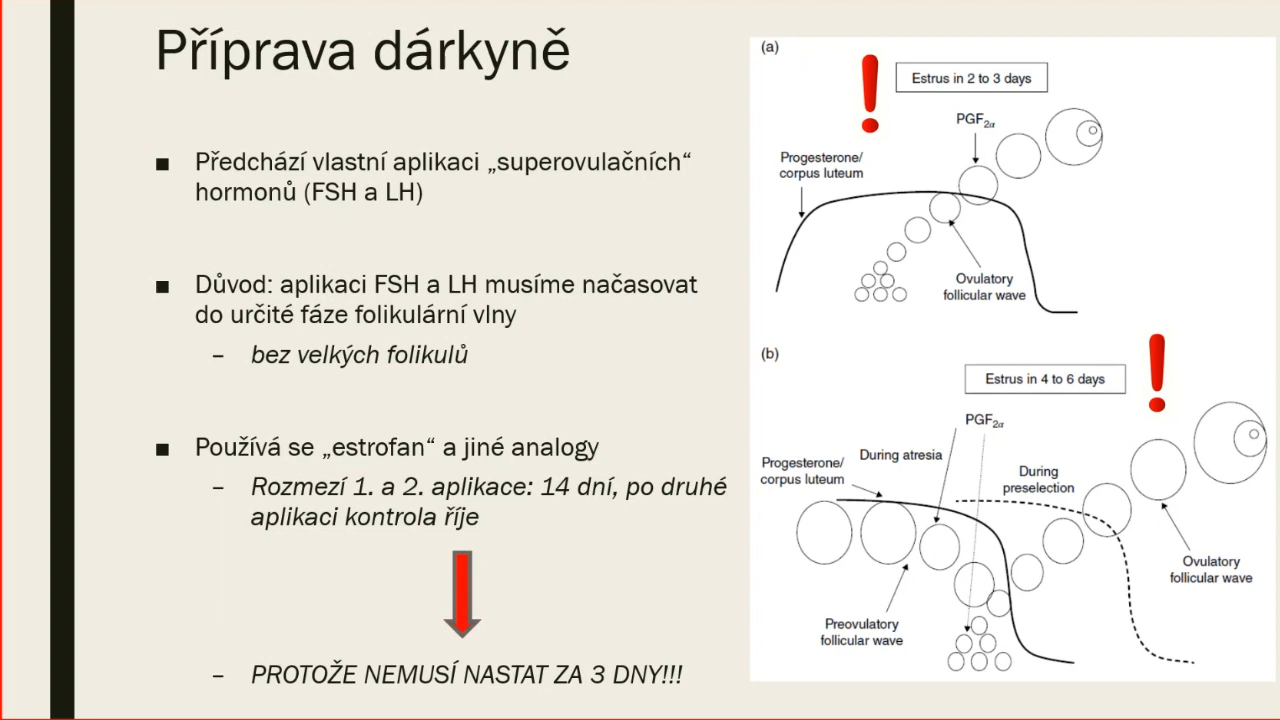 Příprava dárkyně
■ Předchází vlastní aplikaci „superovulačních“
hormonů (FSH a LH)
■ Důvod: aplikaci FSH a LH musíme načasovat
do určité fáze folikulární vlny
– bez velkých folikulů
■ Používá se „estrofan“ a jiné analogy
– Rozmezí 1. a 2. aplikace: 14 dní, po druhé
aplikaci kontrola říje
– PROTOŽE NEMUSÍ NASTAT ZA 3 DNY!!!
(a)
Estrus in 2 to 3 days
PGF2α
Progesterone/
corpus luteum
Ovulatory
follicular wave
(b)
Estrus in 4 to 6 days
PGF2α
During atresia
Progesterone/
corpus luteum
During
preselection
Ovulatory
follicular wave
Preovulatory
follicular wave